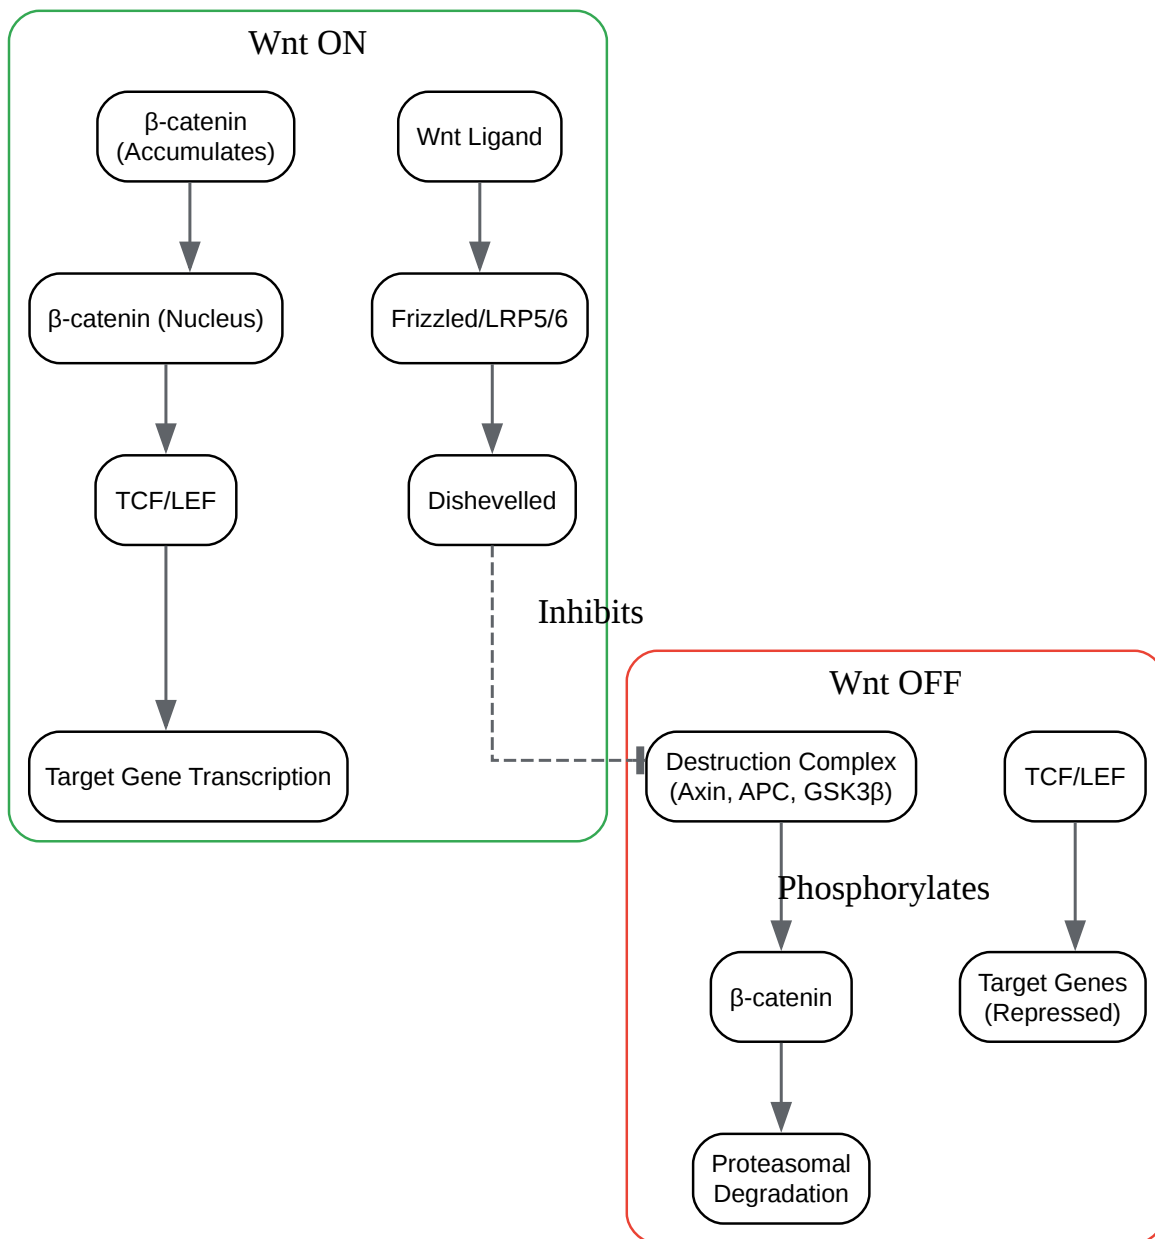 Wnt ON
β-catenin
(Accumulates)
Wnt Ligand
β-catenin (Nucleus)
Frizzled/LRP5/6
TCF/LEF
Dishevelled
Inhibits
Target Gene Transcription
Wnt OFF
Destruction Complex
(Axin, APC, GSK3β)
TCF/LEF
Phosphorylates
β-catenin
Target Genes
(Repressed)
Proteasomal
Degradation